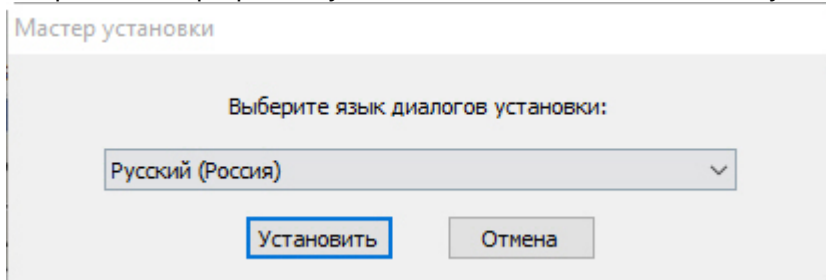 Мастер установки
Выберите язык диалогов установки:
Русский (Россия)
Установить
Отмена